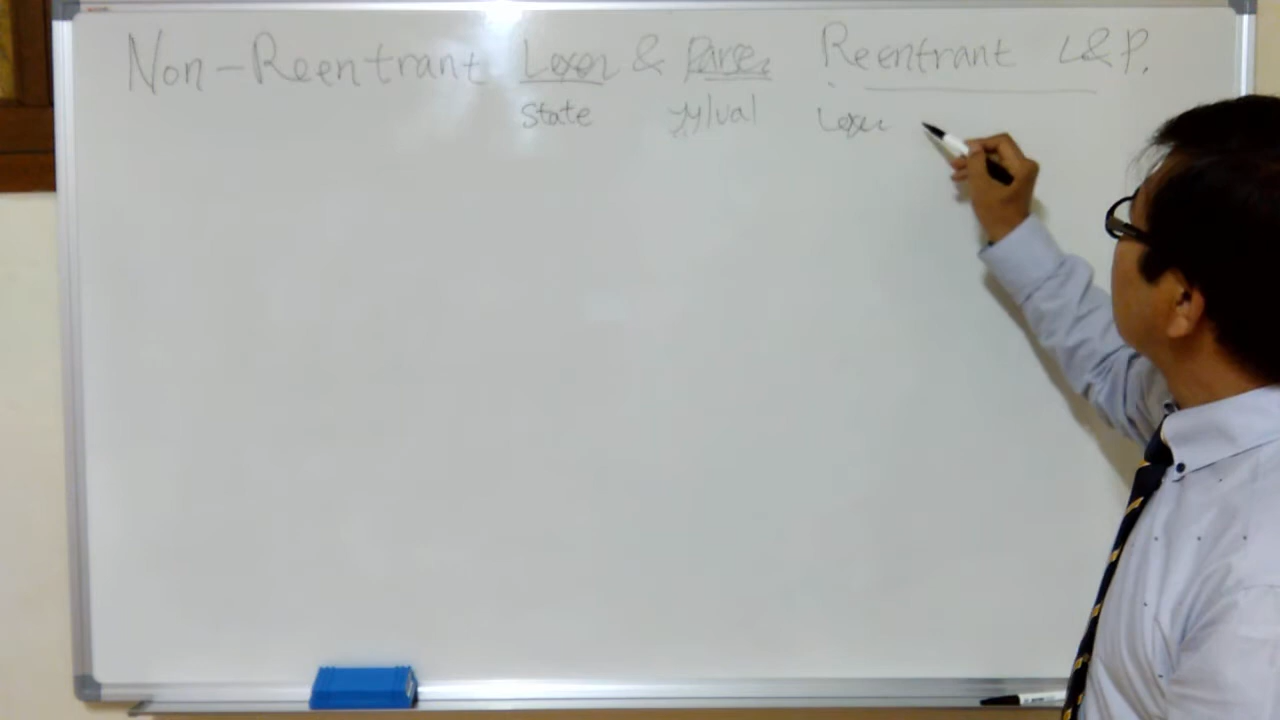 Non-Reentrant Lexer & Parser Reentrant L&P.
state yylval Lexer